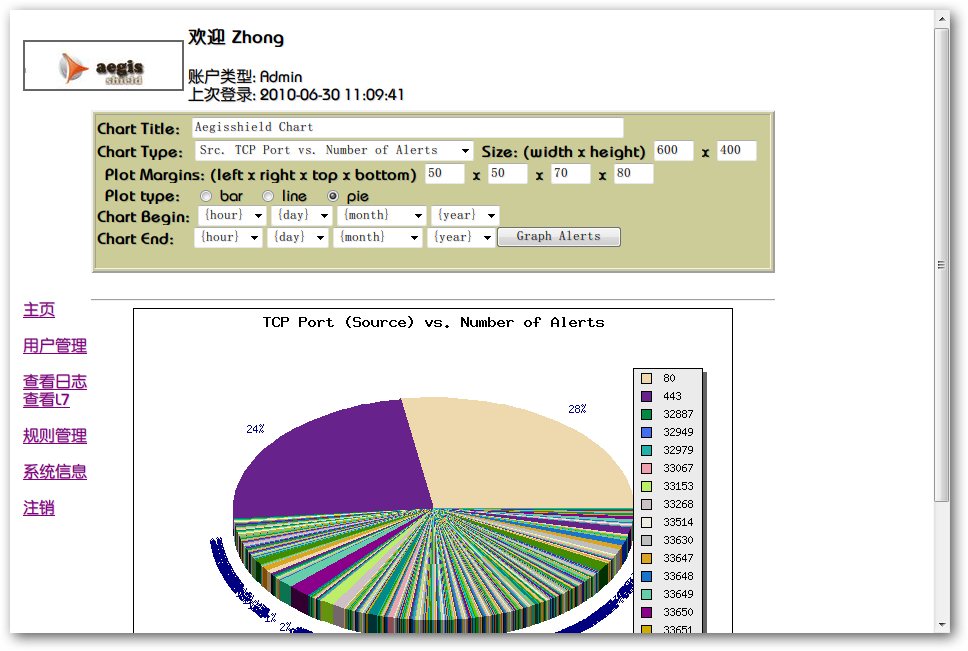 aegis
shield
欢迎 Zhong
账户类型: Admin
上次登录: 2010-06-30 11:09:41
Chart Title: Aegisshield Chart
Chart Type: Src. TCP Port vs. Number of Alerts Size: (width x height) 600 x 400
Plot Margins: (left x right x top x bottom) 50 x 50 x 70 x 80
Plot type: bar line pie
Chart Begin: {hour} {day} {month} {year}
Chart End: {hour} {day} {month} {year} Graph Alerts
主页
用户管理
查看日志
查看L7
规则管理
系统信息
注销
TCP Port (Source) vs. Number of Alerts
28%
24%
1%
2%
80
443
32887
32949
32979
33067
33153
33268
33514
33630
33647
33648
33649
33650
33651